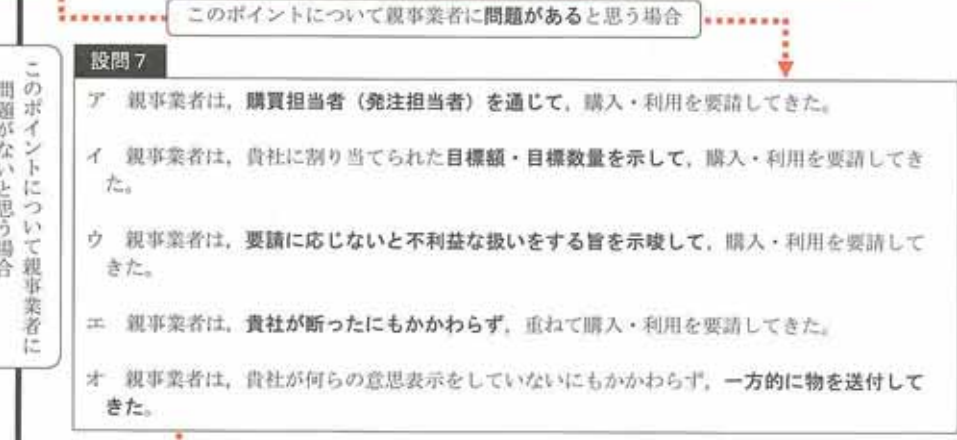 このポイントについて親事業者に問題があると思う場合
設問7
ア 親事業者は,購買担当者(発注担当者)を通じて,購入・利用を要請してきた。
イ 親事業者は,貴社に割り当てられた目標額・目標数量を示して,購入・利用を要請してき
た。
ウ 親事業者は,要請に応じないと不利益な扱いをする旨を示唆して,購入・利用を要請して
きた。
エ 親事業者は,貴社が断ったにもかかわらず,重ねて購入・利用を要請してきた。
オ 親事業者は,貴社が何らの意思表示をしていないにもかかわらず,一方的に物を送付して
きた。
このポイントについて親事業者に
問題がないと思う場合